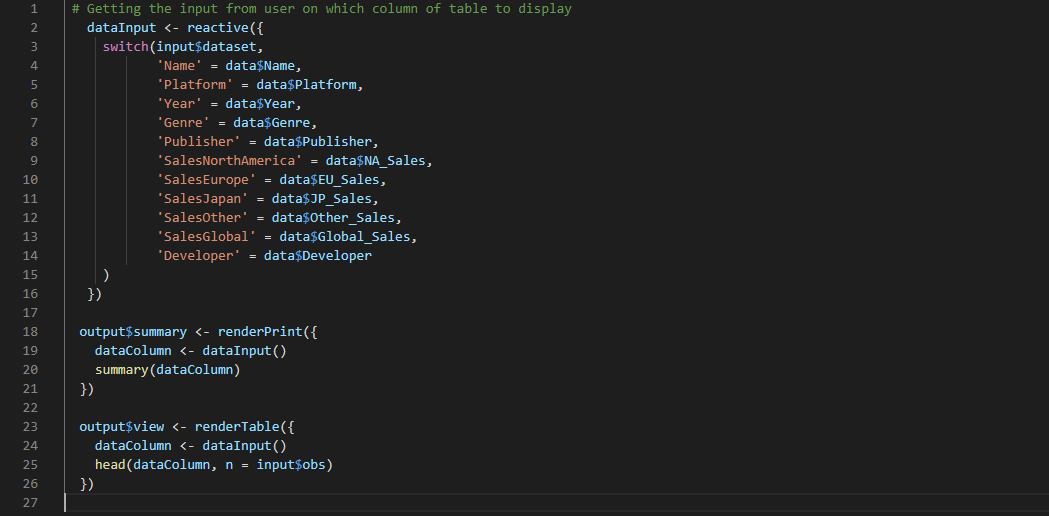 1 # Getting the input from user on which column of table to display
2 dataInput <- reactive({
3 switch(input$dataset,
4 'Name' = data$Name,
5 'Platform' = data$Platform,
6 'Year' = data$Year,
7 'Genre' = data$Genre,
8 'Publisher' = data$Publisher,
9 'SalesNorthAmerica' = data$NA_Sales,
10 'SalesEurope' = data$EU_Sales,
11 'SalesJapan' = data$JP_Sales,
12 'SalesOther' = data$Other_Sales,
13 'SalesGlobal' = data$Global_Sales,
14 'Developer' = data$Developer
15 )
16 })
17
18 output$summary <- renderPrint({
19 dataColumn <- dataInput()
20 summary(dataColumn)
21 })
22
23 output$view <- renderTable({
24 dataColumn <- dataInput()
25 head(dataColumn, n = input$obs)
26 })
27